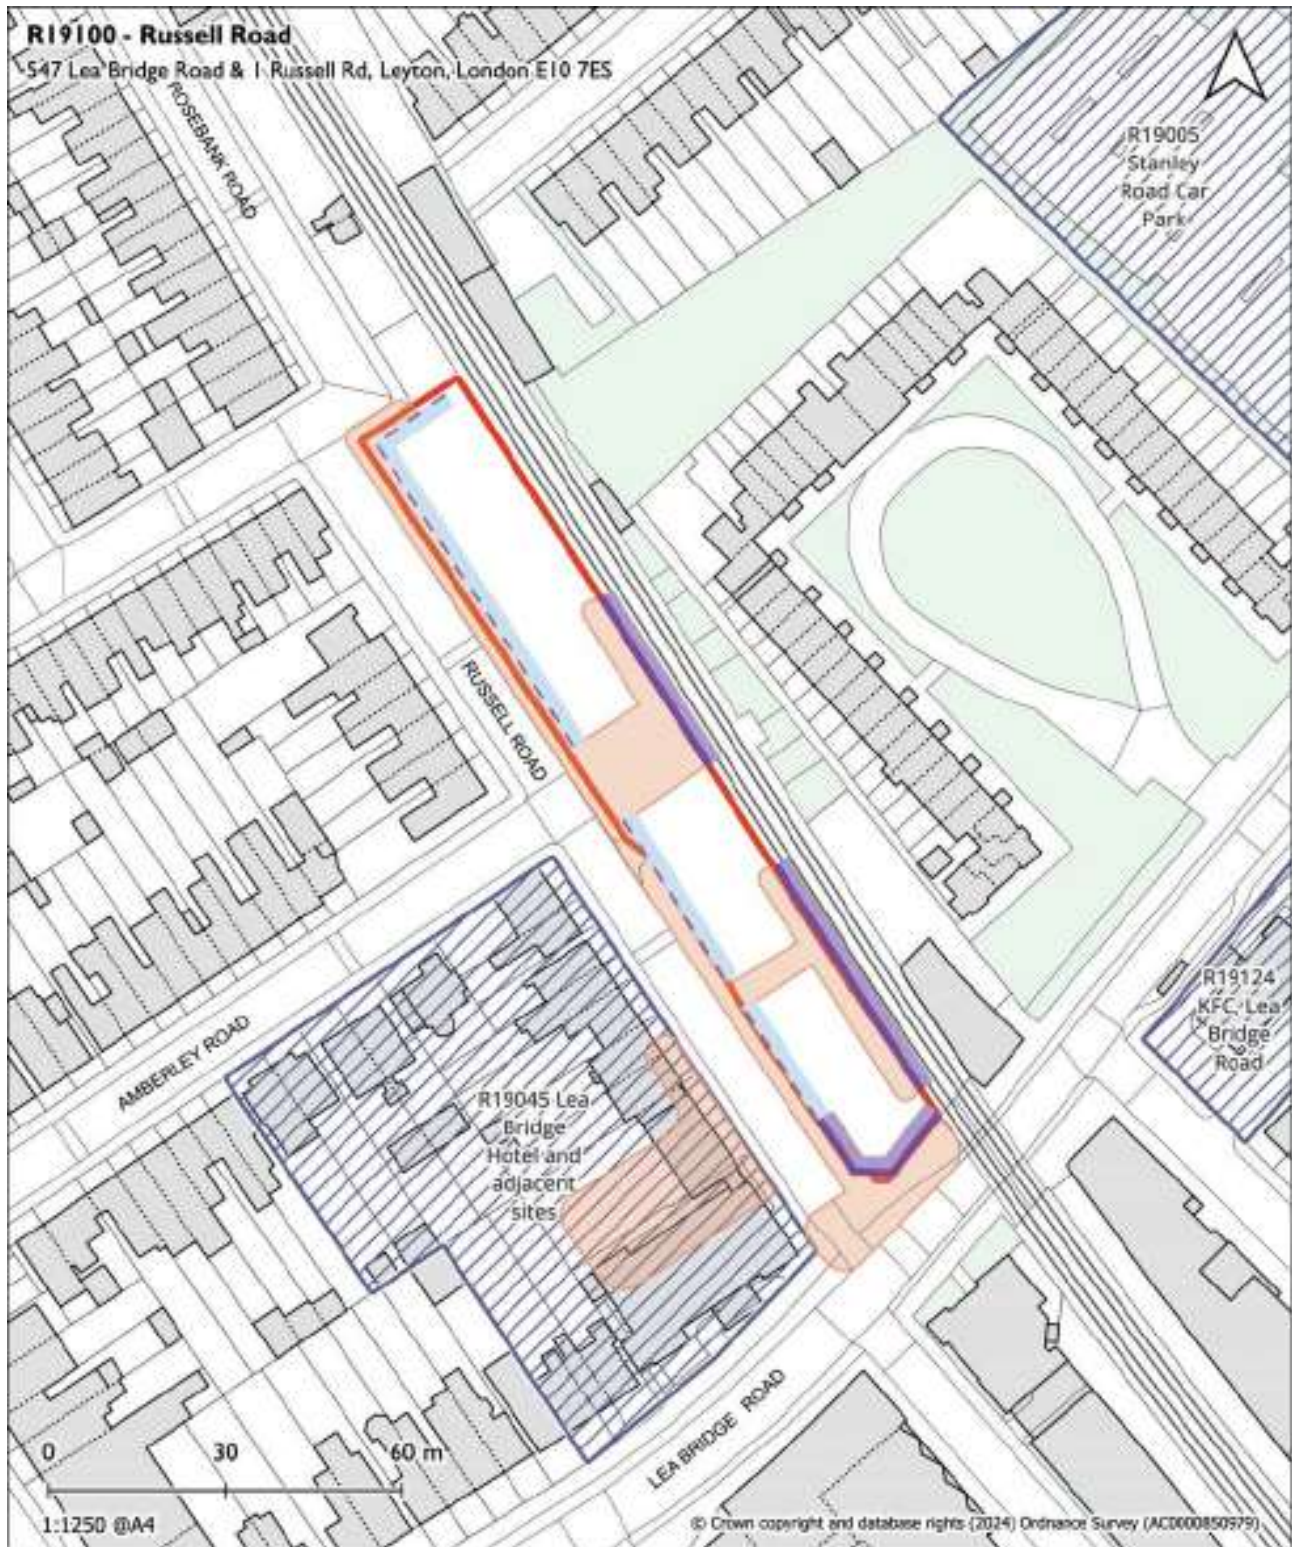 R19100 - Russell Road
547 Lea Bridge Road & 1 Russell Rd, Leyton, London E10 7ES
ROSEBANK ROAD
R19005
Stanley
Road Car
Park
RUSSELL ROAD
AMBERLEY ROAD
R19045 Lea
Bridge
Hotel and
adjacent
sites
R19124
KFC, Lea
Bridge
Road
LEA BRIDGE ROAD
0 30 60 m
1:1250 @A4
© Crown copyright and database rights (2024) Ordnance Survey (AC0000850979)